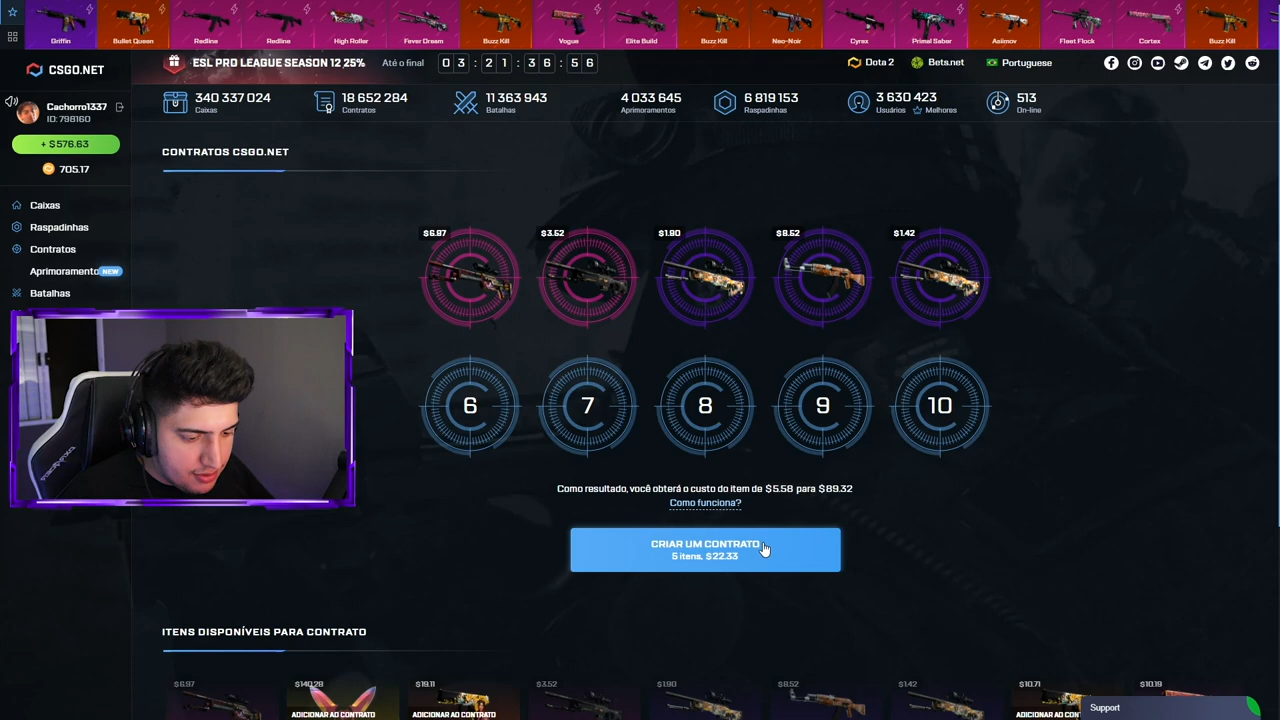 Griffin
Bullet Queen
Redline
Redline
High Roller
Fever Dream
Buzz Kill
Vogue
Elite Build
Buzz Kill
Neo-Noir
Cyrex
Primal Saber
Asiimov
Fleet Flock
Cortex
Buzz Kill
CSGO.NET
ESL PRO LEAGUE SEASON 12 25%
Até o final
03:21:36:56
Dota 2
Bets.net
Portuguese
Cachorro1337
ID: 798160
+ $576.63
705.17
340 337 024
Caixas
18 652 284
Contratos
11 363 943
Batalhas
4 033 645
Aprimoramentos
6 819 153
Raspadinhas
3 630 423
Usuários
Melhores
513
On-line
Caixas
Raspadinhas
Contratos
Aprimoramento NEW
Batalhas
CONTRATOS CSGO.NET
$6.97
$3.52
$1.90
$8.52
$1.42
6
7
8
9
10
Como resultado, você obterá o custo do item de $5.58 para $89.32
Como funciona?
CRIAR UM CONTRATO
5 itens, $22.33
ITENS DISPONÍVEIS PARA CONTRATO
$6.97
$140.28
$19.11
$3.52
$1.90
$8.52
$1.42
$10.71
$10.19
ADICIONAR AO CONTRATO
ADICIONAR AO CONTRATO
Support